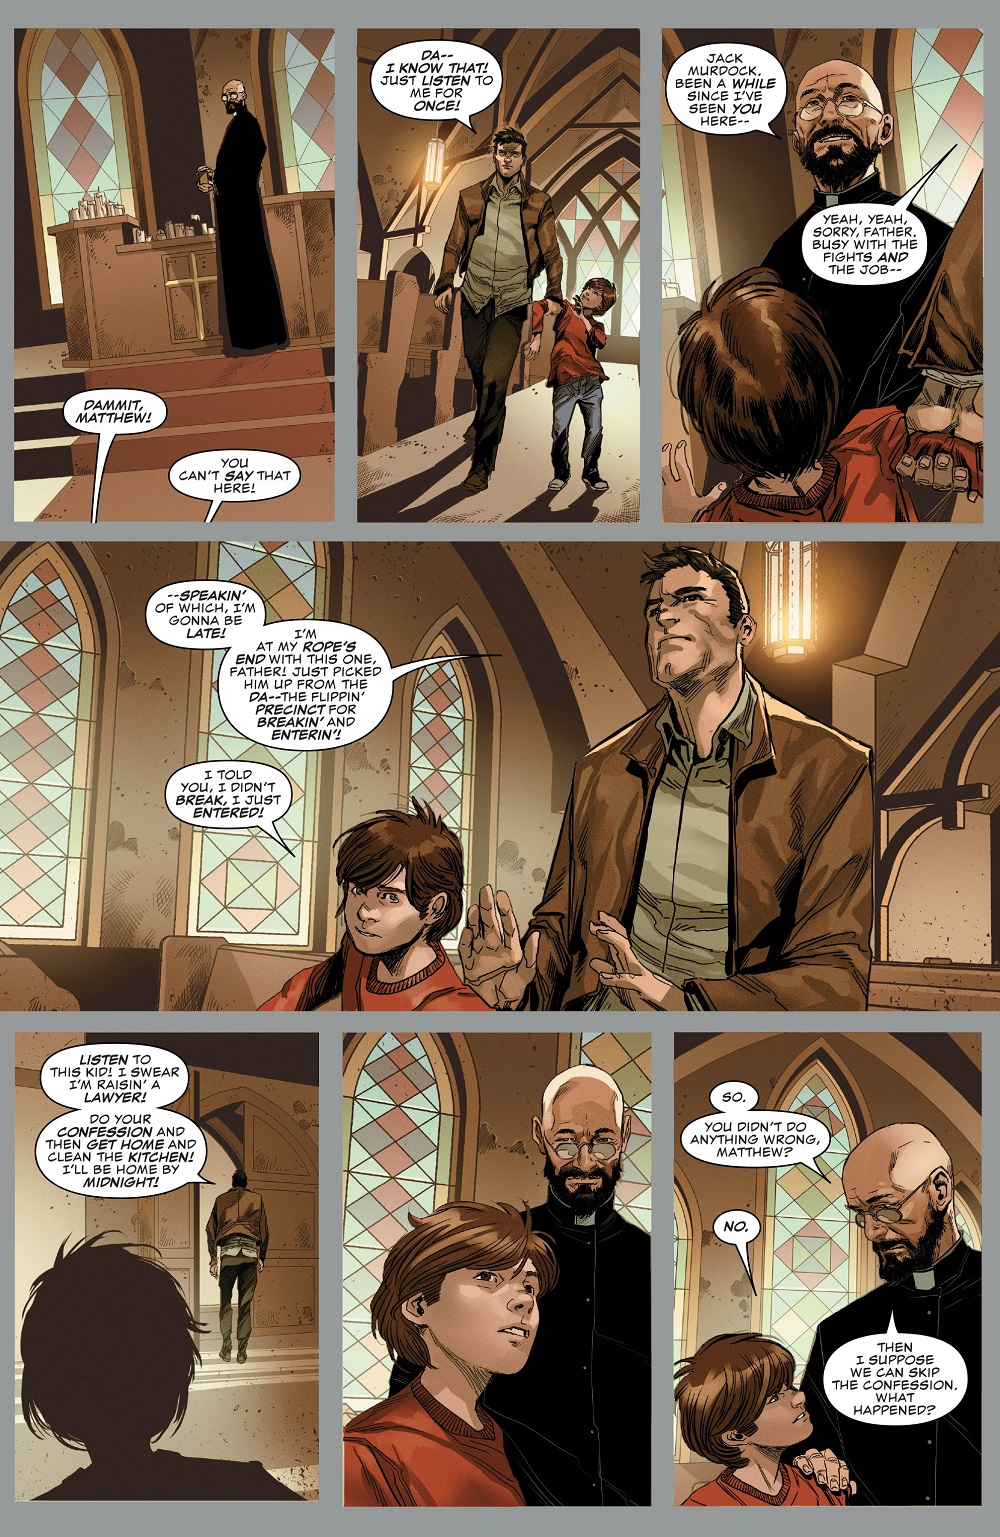 DAMMIT,
MATTHEW!
YOU
CAN'T SAY THAT
HERE!
DA--
I KNOW THAT!
JUST LISTEN TO
ME FOR
ONCE!
JACK
MURDOCK.
BEEN A WHILE
SINCE I'VE
SEEN YOU
HERE--
YEAH, YEAH,
SORRY, FATHER.
BUSY WITH THE
FIGHTS AND
THE JOB--
--SPEAKIN'
OF WHICH, I'M
GONNA BE
LATE!
I'M
AT MY ROPE'S
END WITH THIS ONE,
FATHER! JUST PICKED
HIM UP FROM THE
DA--THE FLIPPIN'
PRECINCT FOR
BREAKIN' AND
ENTERIN'!
I TOLD
YOU, I DIDN'T
BREAK, I JUST
ENTERED!
LISTEN TO
THIS KID! I SWEAR
I'M RAISIN' A
LAWYER!
DO YOUR
CONFESSION AND
THEN GET HOME AND
CLEAN THE KITCHEN!
I'LL BE HOME BY
MIDNIGHT!
SO.
YOU DIDN'T DO
ANYTHING WRONG,
MATTHEW?
NO.
THEN
I SUPPOSE
WE CAN SKIP
THE CONFESSION.
WHAT
HAPPENED?